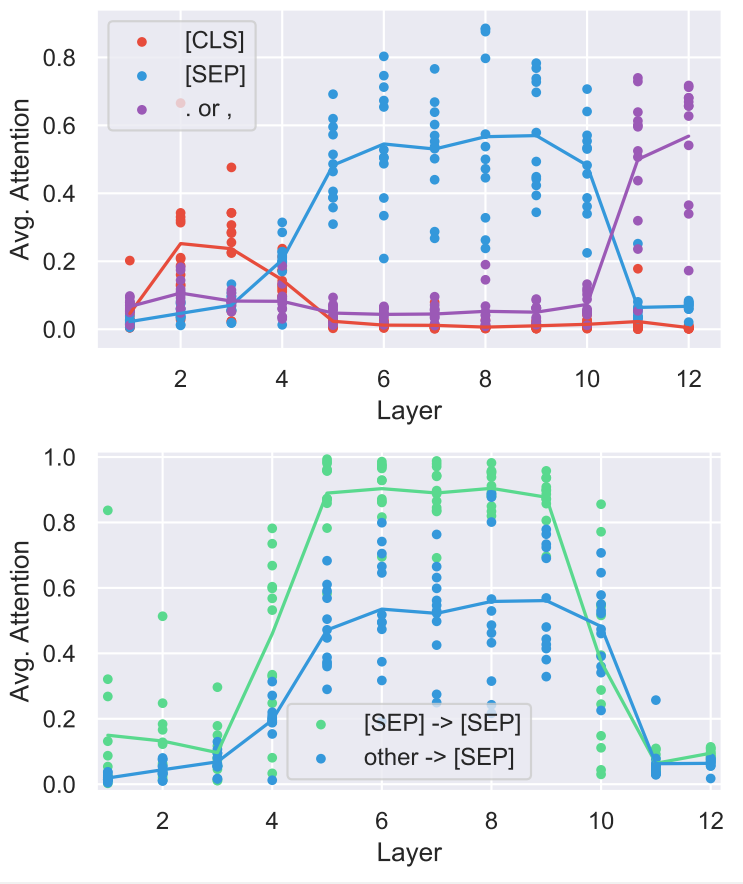 [CLS]
[SEP]
. or ,
Avg. Attention
0.8
0.6
0.4
0.2
0.0
2 4 6 8 10 12
Layer
Avg. Attention
1.0
0.8
0.6
0.4
0.2
0.0
[SEP] -> [SEP]
other -> [SEP]
2 4 6 8 10 12
Layer